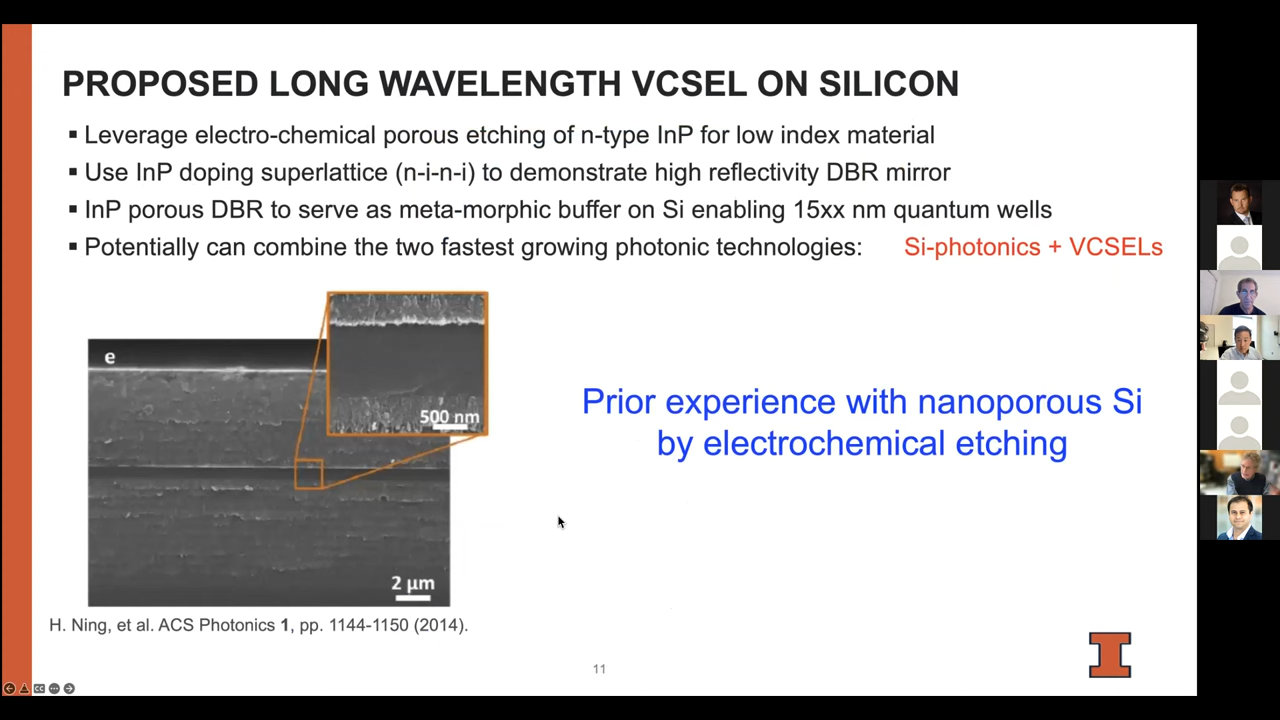 PROPOSED LONG WAVELENGTH VCSEL ON SILICON
▪ Leverage electro-chemical porous etching of n-type InP for low index material
▪ Use InP doping superlattice (n-i-n-i) to demonstrate high reflectivity DBR mirror
▪ InP porous DBR to serve as meta-morphic buffer on Si enabling 15xx nm quantum wells
▪ Potentially can combine the two fastest growing photonic technologies: Si-photonics + VCSELs
e
500 nm
2 µm
Prior experience with nanoporous Si
by electrochemical etching
H. Ning, et al. ACS Photonics 1, pp. 1144-1150 (2014).
11